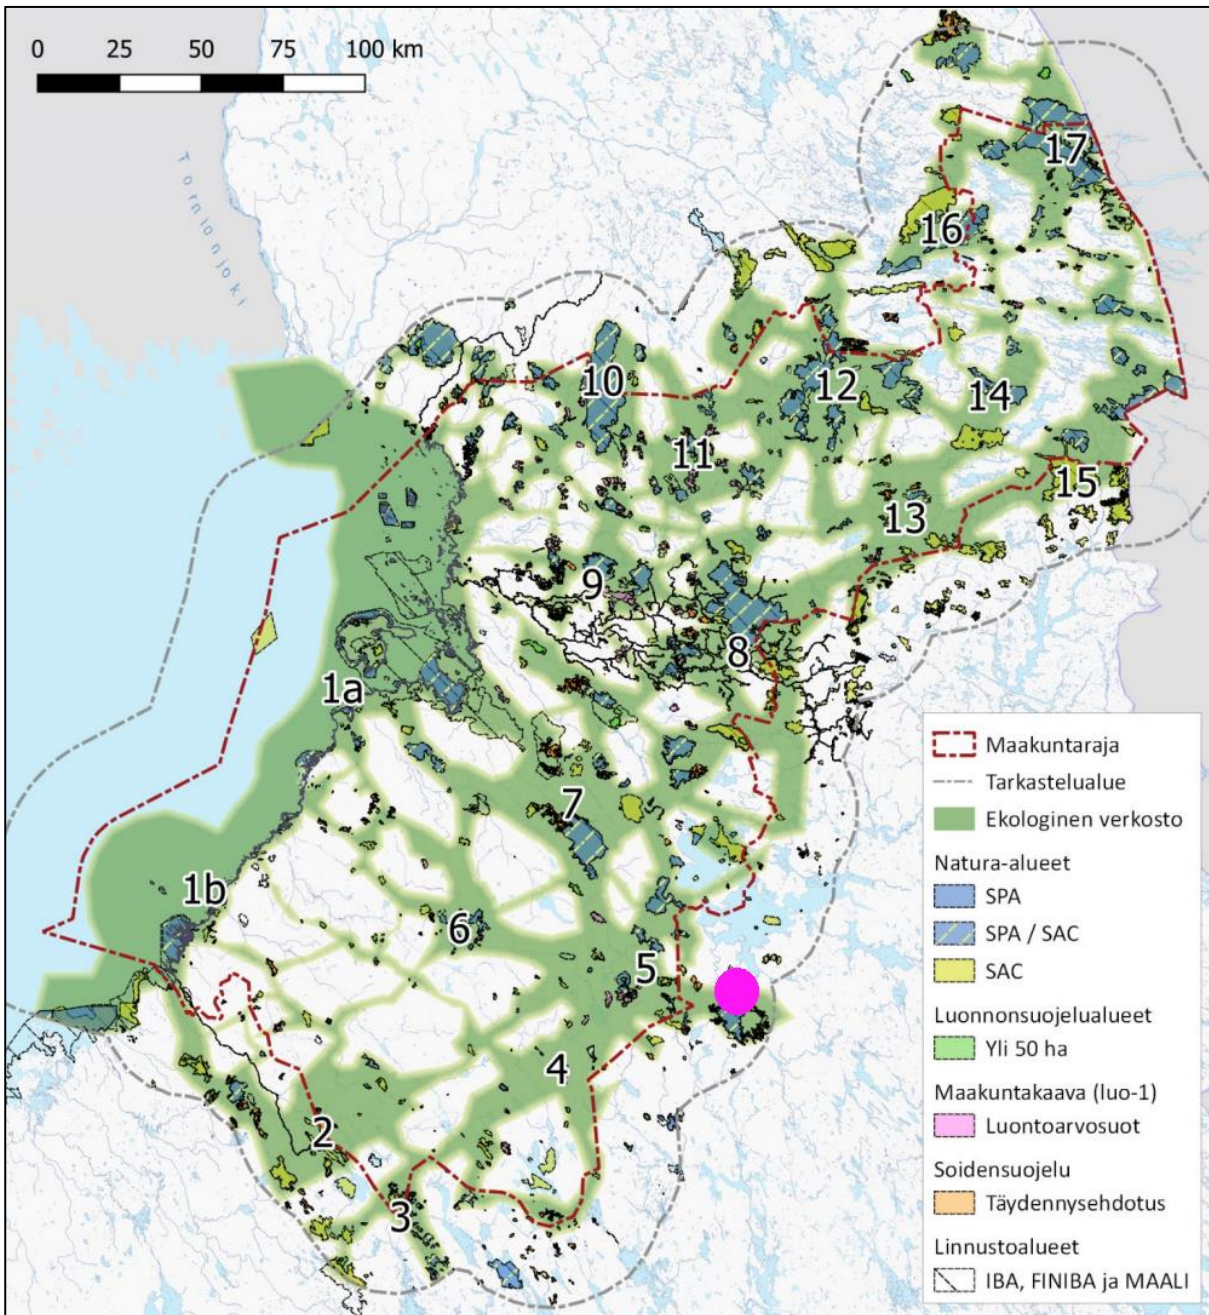 0 25 50 75 100 km
Tornionjoki
17
16
10
12
14
11
15
13
9
8
1a
7
1b
6
5
4
2
3
Maakuntaraja
Tarkastelualue
Ekologinen verkosto
Natura-alueet
SPA
SPA / SAC
SAC
Luonnonsuojelualueet
Yli 50 ha
Maakuntakaava (luo-1)
Luontoarvosuot
Soidensuojelu
Täydennysehdotus
Linnustoalueet
IBA, FINIBA ja MAALI